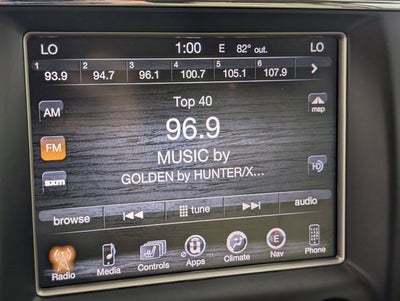 LO 1:00 E 82° out. LO
1 2 3 4 5 6
93.9 94.7 96.1 100.7 105.1 107.9
Top 40
AM
map
96.9
FM
MUSIC by
GOLDEN by HUNTER/X...
HD
sxm
browse tune audio
Radio Media Controls Apps Climate E Nav Phone